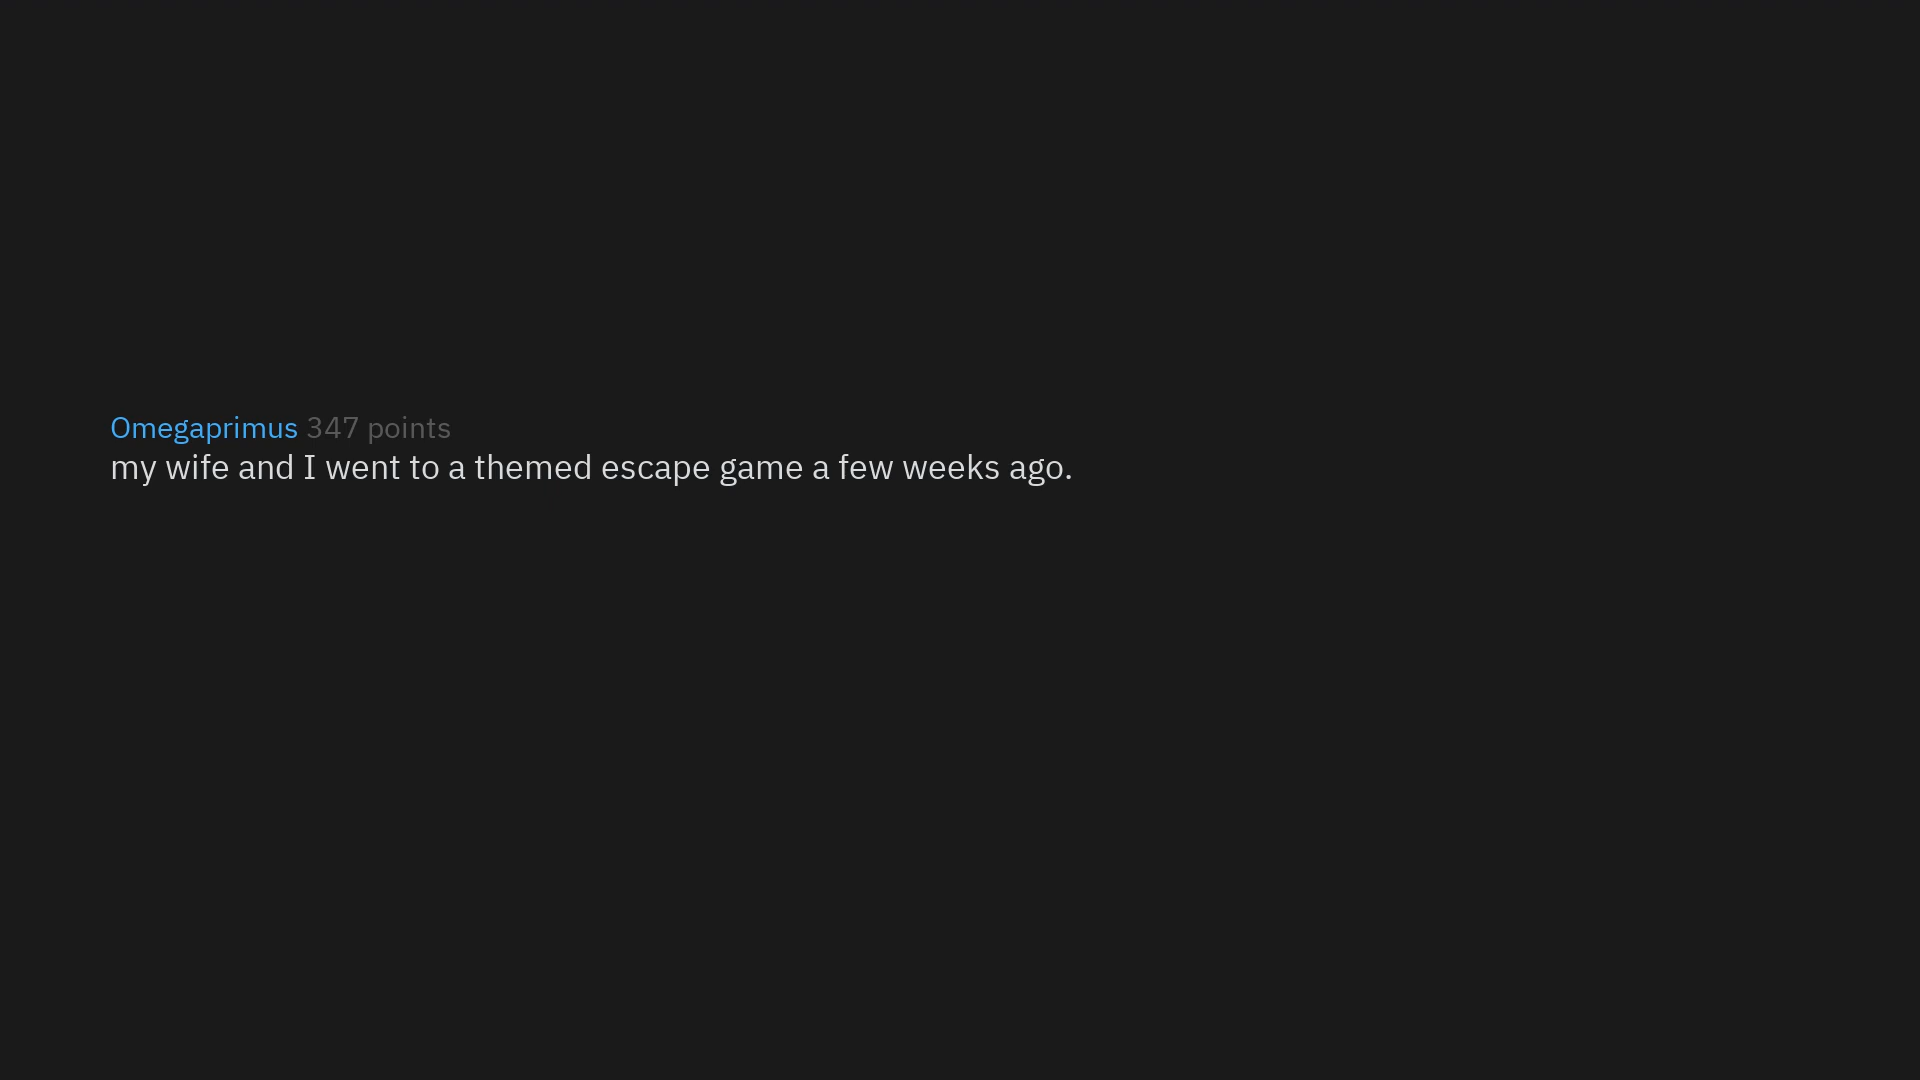 Omegaprimus 347 points
my wife and I went to a themed escape game a few weeks ago.